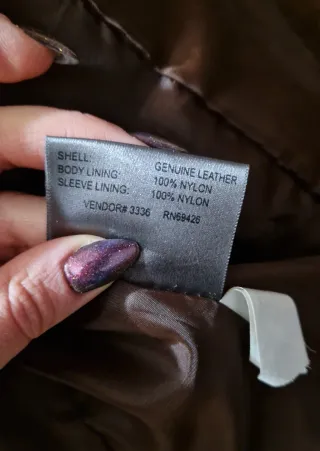 SHELL: GENUINE LEATHER
BODY LINING: 100% NYLON
SLEEVE LINING: 100% NYLON
VENDOR# 3336 RN69426